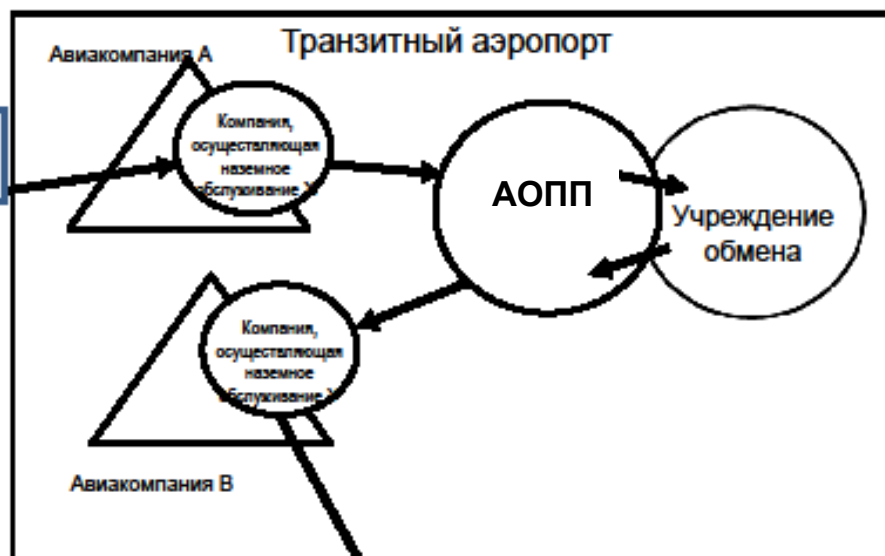 Транзитный аэропорт
Авиакомпания А
Компания,
осуществляющая
наземное
обслуживание
АОПП
Учреждение
обмена
Компания,
осуществляющая
наземное
обслуживание
Авиакомпания В